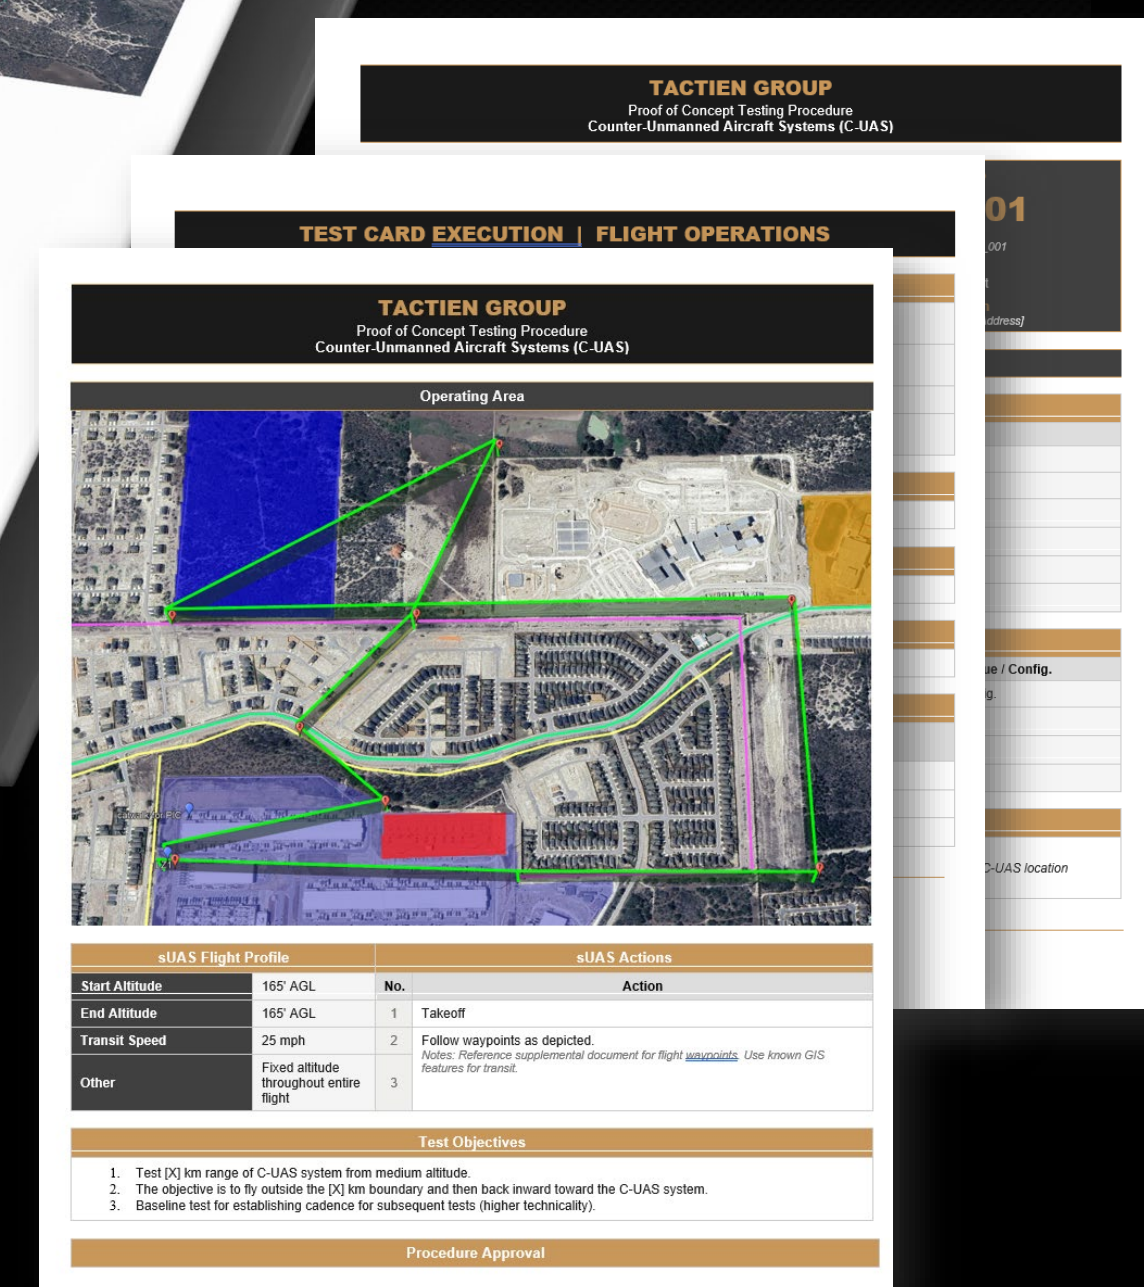 TACTIEN GROUP
Proof of Concept Testing Procedure
Counter-Unmanned Aircraft Systems (C-UAS)
01
_001
ddress]
ue / Config.
g.
C-UAS location
TEST CARD EXECUTION | FLIGHT OPERATIONS
TACTIEN GROUP
Proof of Concept Testing Procedure
Counter-Unmanned Aircraft Systems (C-UAS)
Operating Area
sUAS Flight Profile
Start Altitude 165' AGL
End Altitude 165' AGL
Transit Speed 25 mph
Other Fixed altitude
throughout entire
flight
sUAS Actions
No. Action
1 Takeoff
2 Follow waypoints as depicted.
Notes: Reference supplemental document for flight waypoints. Use known GIS
features for transit.
3
Test Objectives
1. Test [X] km range of C-UAS system from medium altitude.
2. The objective is to fly outside the [X] km boundary and then back inward toward the C-UAS system.
3. Baseline test for establishing cadence for subsequent tests (higher technicality).
Procedure Approval